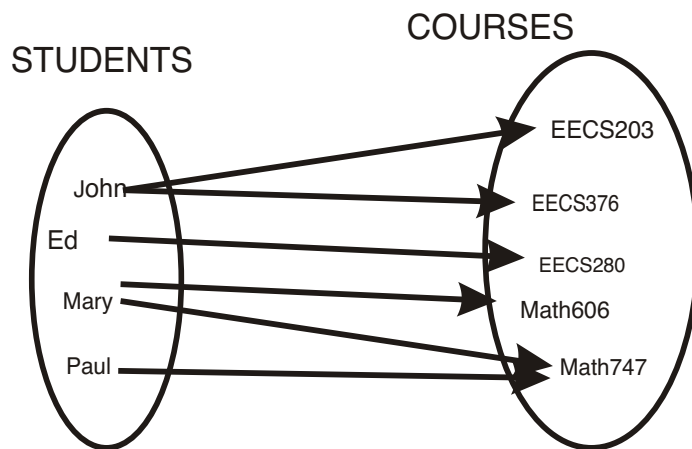 STUDENTS
COURSES
John
Ed
Mary
Paul
EECS203
EECS376
EECS280
Math606
Math747